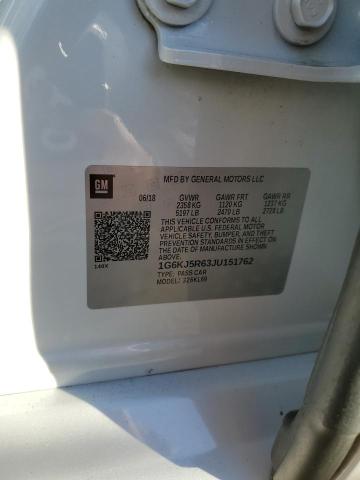 GM
MFD BY GENERAL MOTORS LLC
06/18 GVWR GAWR FRT GAWR RR
2358 KG 1120 KG 1237 KG
5197 LB 2470 LB 2728 LB
THIS VEHICLE CONFORMS TO ALL
APPLICABLE U.S. FEDERAL MOTOR
VEHICLE SAFETY, BUMPER, AND THEFT
PREVENTION STANDARDS IN EFFECT ON
THE DATE OF MANUFACTURE SHOWN
ABOVE.
1G6KJ5R63JU151762
TYPE: PASS CAR
MODEL: J26KL69